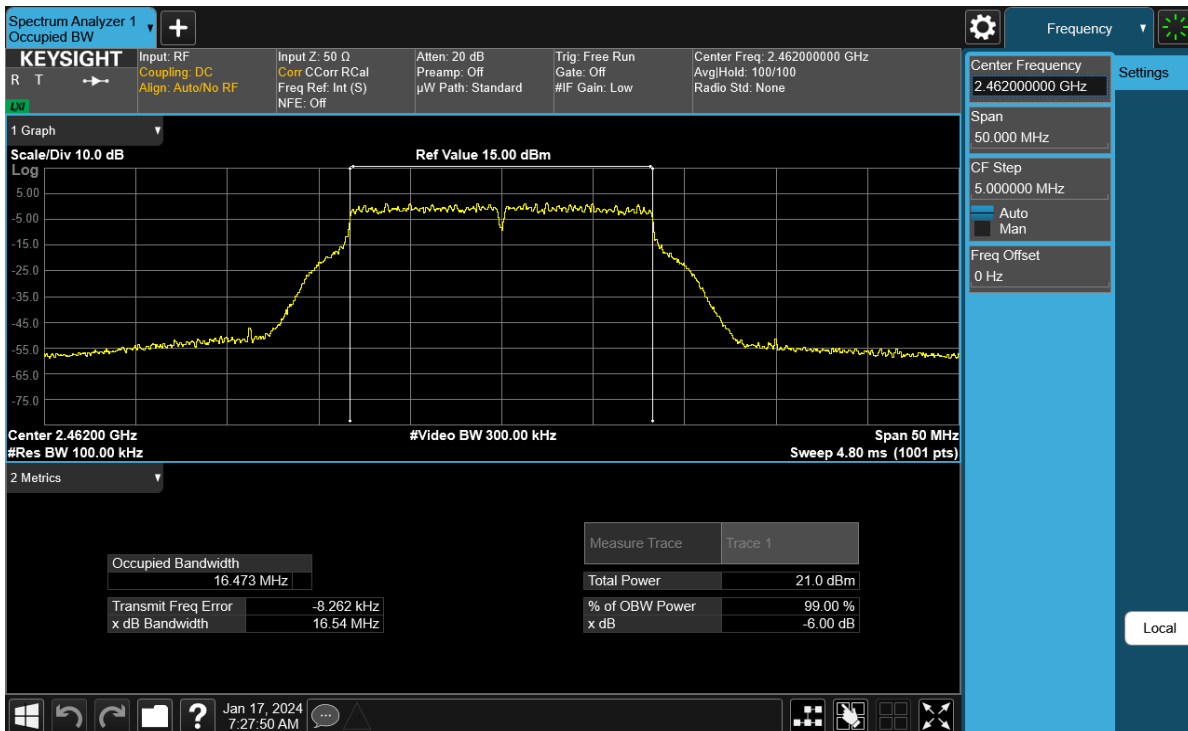 Spectrum Analyzer 1
Occupied BW
+
Frequency
KEYSIGHT
R T
LXI
Input: RF
Coupling: DC
Align: Auto/No RF
Input Z: 50 Ω
Corr CCorr RCal
Freq Ref: Int (S)
NFE: Off
Atten: 20 dB
Preamp: Off
µW Path: Standard
Trig: Free Run
Gate: Off
#IF Gain: Low
Center Freq: 2.462000000 GHz
Avg|Hold: 100/100
Radio Std: None
Center Frequency
2.462000000 GHz
Settings
Span
50.000 MHz
CF Step
5.000000 MHz
Auto
Man
Freq Offset
0 Hz
Local
1 Graph
Scale/Div 10.0 dB
Ref Value 15.00 dBm
Log
5.00
-5.00
-15.0
-25.0
-35.0
-45.0
-55.0
-65.0
-75.0
Center 2.46200 GHz
#Video BW 300.00 kHz
Span 50 MHz
#Res BW 100.00 kHz
Sweep 4.80 ms (1001 pts)
2 Metrics
Measure Trace Trace 1
Occupied Bandwidth
16.473 MHz
Total Power 21.0 dBm
Transmit Freq Error -8.262 kHz
% of OBW Power 99.00 %
x dB Bandwidth 16.54 MHz
x dB -6.00 dB
?
Jan 17, 2024
7:27:50 AM